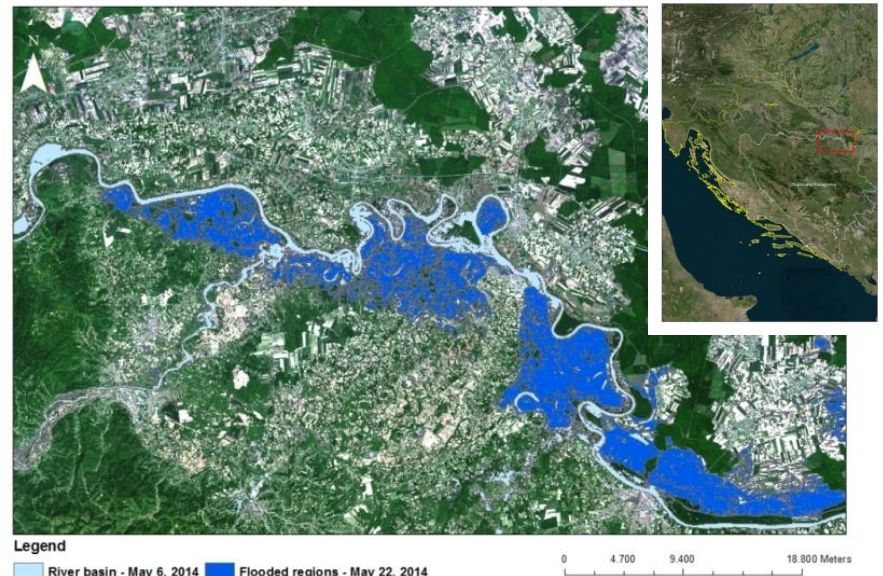 N
Legend
River basin - May 6, 2014
Flooded regions - May 22, 2014
0 4.700 9.400 18.800 Meters